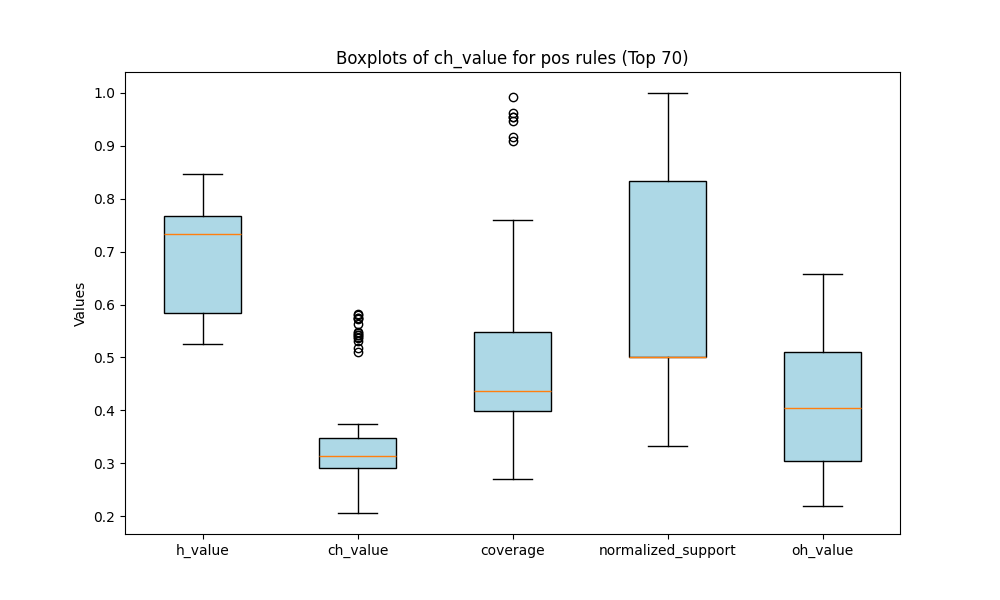 Boxplots of ch_value for pos rules (Top 70)
1.0
0.9
0.8
0.7
0.6
0.5
0.4
0.3
0.2
Values
h_value
ch_value
coverage
normalized_support
oh_value